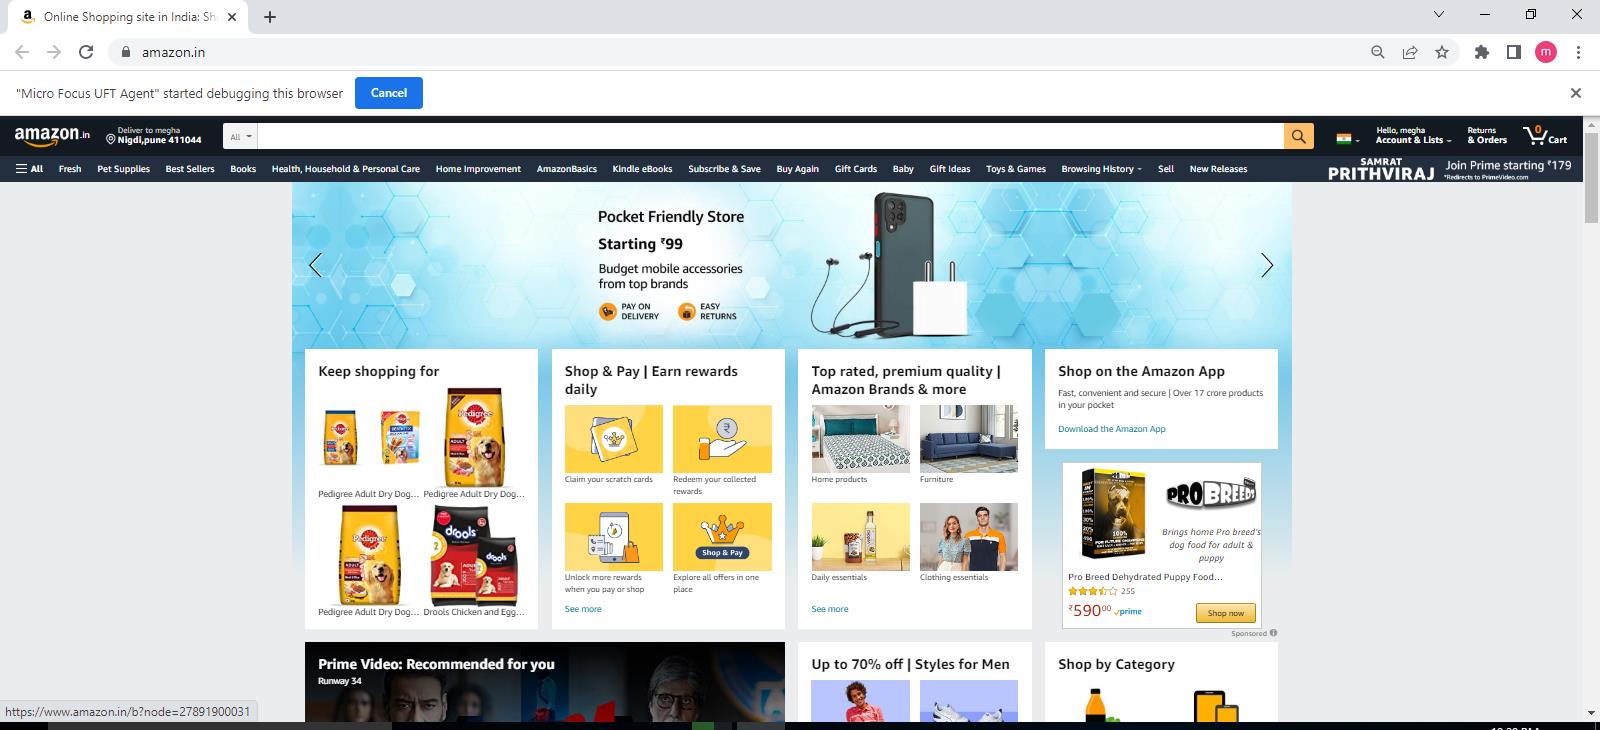 Online Shopping site in India: Sh
amazon.in
m
"Micro Focus UFT Agent" started debugging this browser
Cancel
amazon.in
Deliver to megha
Nigdi,pune 411044
All
Hello, megha
Account & Lists
Returns
& Orders
0
Cart
All
Fresh
Pet Supplies
Best Sellers
Books
Health, Household & Personal Care
Home Improvement
AmazonBasics
Kindle eBooks
Subscribe & Save
Buy Again
Gift Cards
Baby
Gift Ideas
Toys & Games
Browsing History
Sell
New Releases
SAMRAT
PRITHVIRAJ
Join Prime starting ₹179
*Redirects to PrimeVideo.com
Pocket Friendly Store
Starting ₹99
Budget mobile accessories
from top brands
PAY ON
DELIVERY
EASY
RETURNS
Keep shopping for
Pedigree
Pedigree Adult Dry Dog...
Pedigree
ADULT
Pedigree Adult Dry Dog...
Pedigree
ADULT
Pedigree Adult Dry Dog...
drools
drools
Drools Chicken and Egg...
Shop & Pay | Earn rewards
daily
Claim your scratch cards
₹
Redeem your collected
rewards
Unlock more rewards
when you pay or shop
Shop & Pay
Explore all offers in one
place
See more
Top rated, premium quality |
Amazon Brands & more
Home products
Furniture
Daily essentials
Clothing essentials
See more
Shop on the Amazon App
Fast, convenient and secure | Over 17 crore products
in your pocket
Download the Amazon App
100%
PRO BREED
Brings home Pro breed's
dog food for adult &
puppy
Pro Breed Dehydrated Puppy Food...
255
₹59000
prime
Shop now
Sponsored
Prime Video: Recommended for you
Runway 34
Up to 70% off | Styles for Men
Shop by Category
https://www.amazon.in/b?node=27891900031